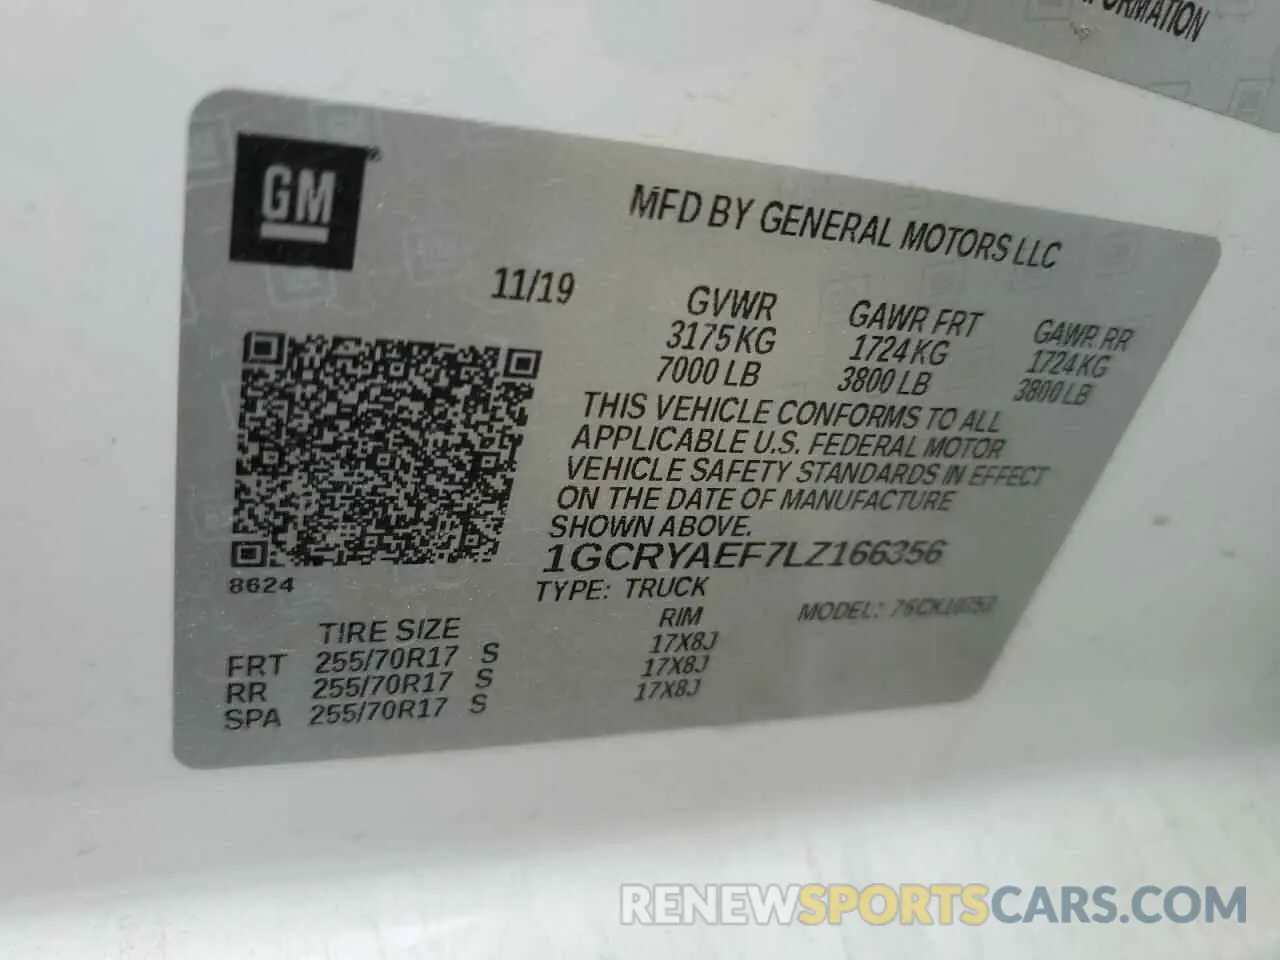 ORMATION
GM
MFD BY GENERAL MOTORS LLC
11/19
GVWR GAWR FRT GAWR RR
3175KG 1724KG 1724KG
7000 LB 3800 LB 3800 LB
THIS VEHICLE CONFORMS TO ALL
APPLICABLE U.S. FEDERAL MOTOR
VEHICLE SAFETY STANDARDS IN EFFECT
ON THE DATE OF MANUFACTURE
SHOWN ABOVE.
1GCRYAEF7LZ166356
8624
TYPE: TRUCK
MODEL:
TIRE SIZE RIM
FRT 255/70R17 S 17X8J
RR 255/70R17 S 17X8J
SPA 255/70R17 S 17X8J
RENEWSPORTSCARS.COM